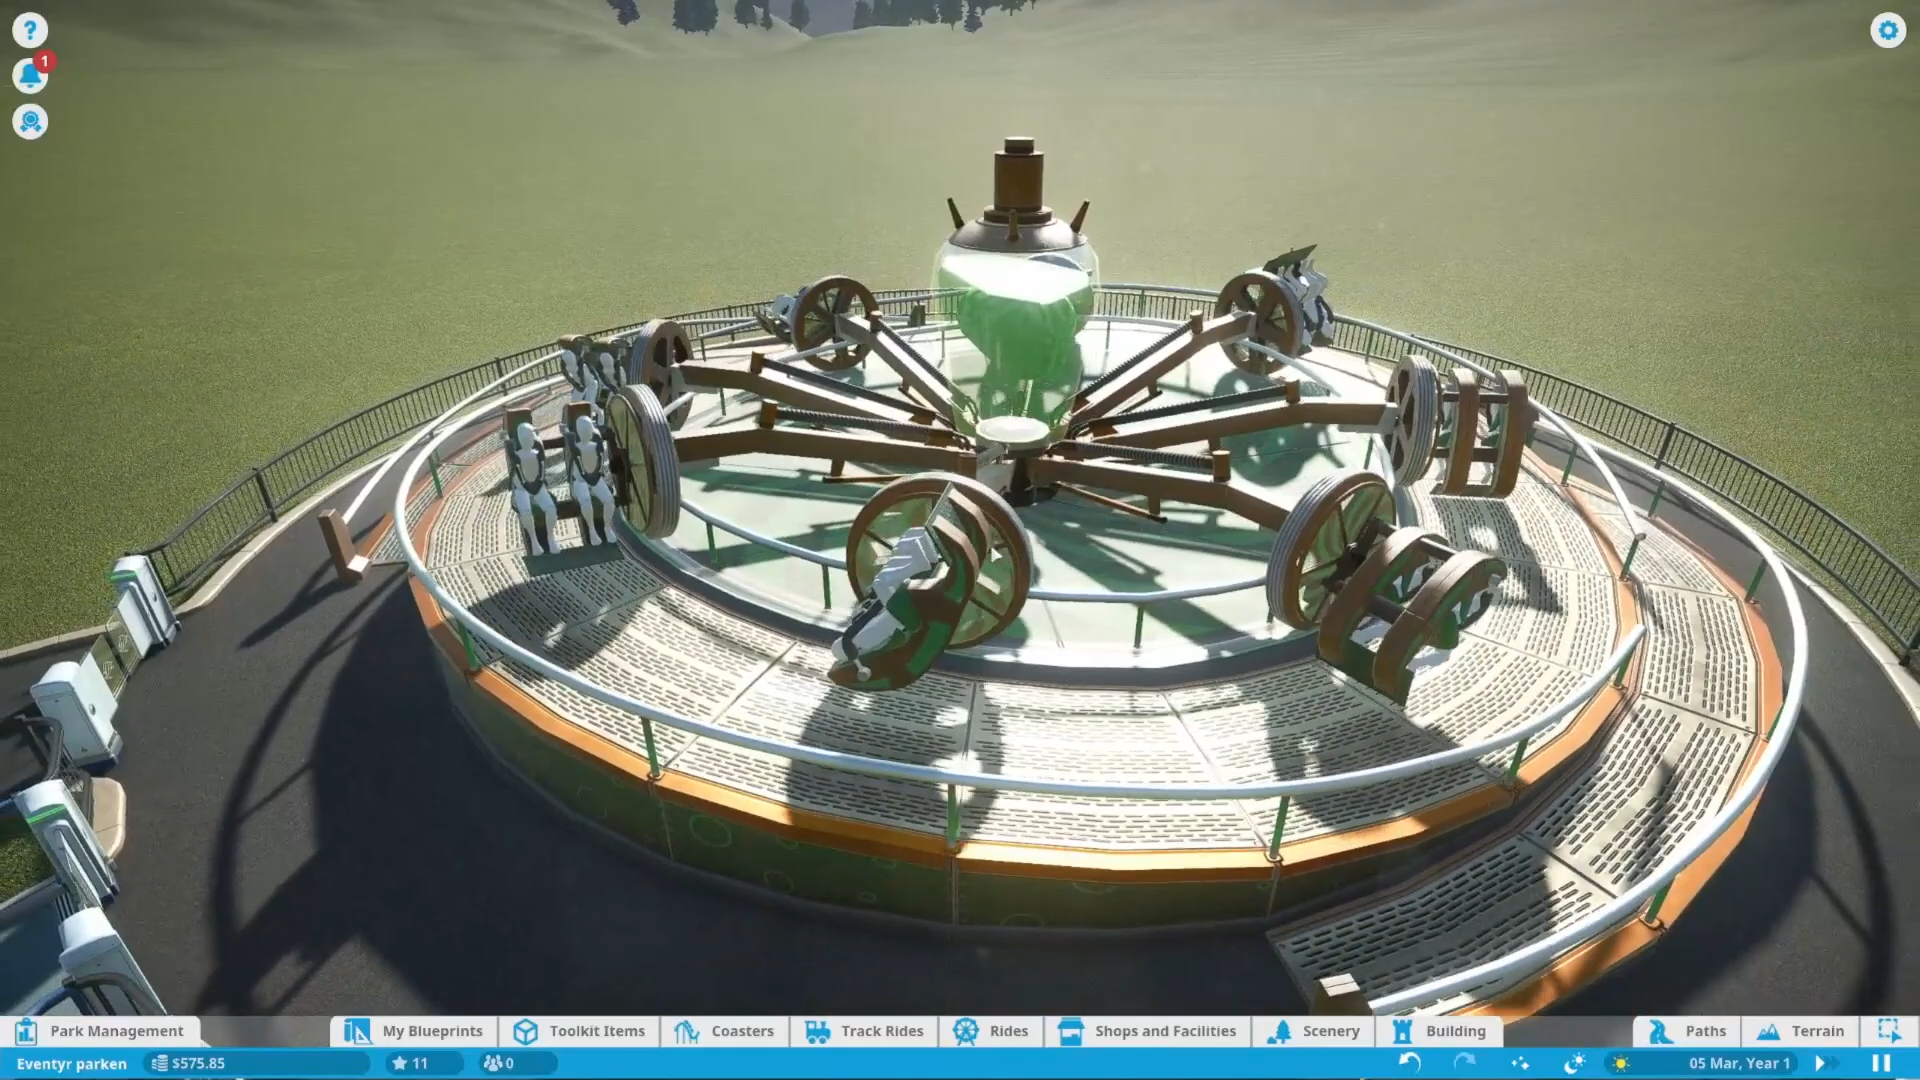 ?
1
Park Management
My Blueprints
Toolkit Items
Coasters
Track Rides
Rides
Shops and Facilities
Scenery
Building
Paths
Terrain
Eventyr parken
$575.85
11
0
05 Mar, Year 1